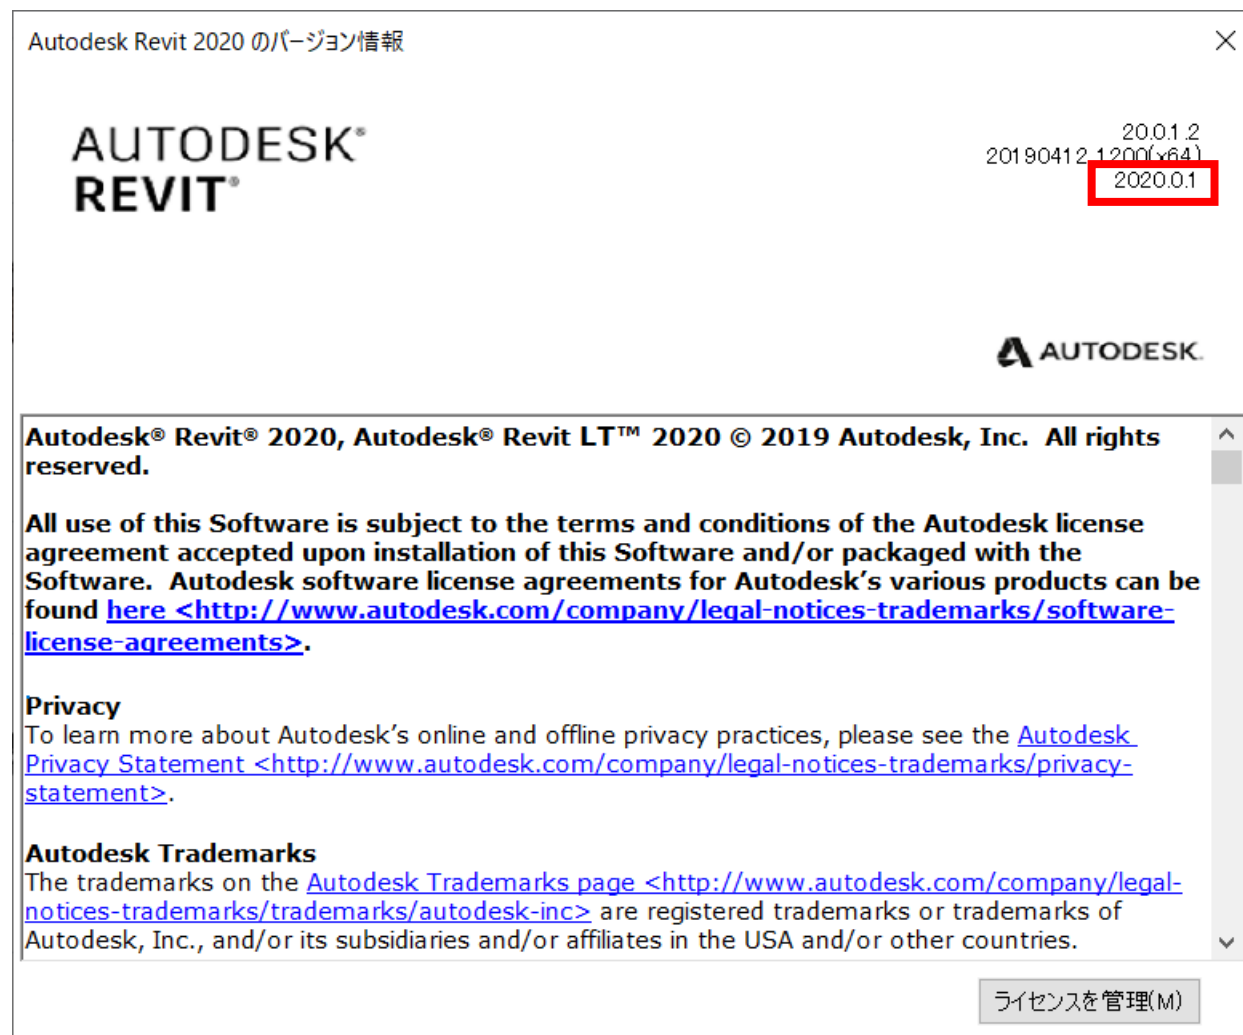 Autodesk Revit 2020 のバージョン情報
AUTODESK®
REVIT®
20.0.1.2
20190412_1200(x64)
2020.0.1
AUTODESK.
Autodesk® Revit® 2020, Autodesk® Revit LT™ 2020 © 2019 Autodesk, Inc.  All rights
reserved.
All use of this Software is subject to the terms and conditions of the Autodesk license
agreement accepted upon installation of this Software and/or packaged with the
Software.  Autodesk software license agreements for Autodesk’s various products can be
found here <http://www.autodesk.com/company/legal-notices-trademarks/software-
license-agreements>.
Privacy
To learn more about Autodesk’s online and offline privacy practices, please see the Autodesk
Privacy Statement <http://www.autodesk.com/company/legal-notices-trademarks/privacy-
statement>.
Autodesk Trademarks
The trademarks on the Autodesk Trademarks page <http://www.autodesk.com/company/legal-
notices-trademarks/trademarks/autodesk-inc> are registered trademarks or trademarks of
Autodesk, Inc., and/or its subsidiaries and/or affiliates in the USA and/or other countries.
ライセンスを管理(M)